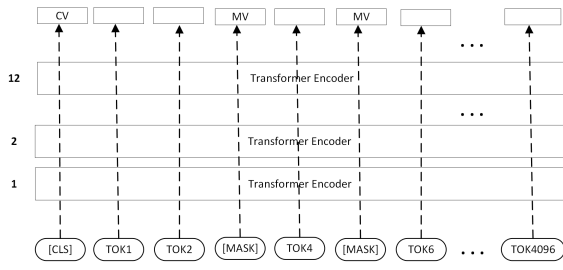 CV MV MV
...
12 Transformer Encoder
...
2 Transformer Encoder
1 Transformer Encoder
[CLS] TOK1 TOK2 [MASK] TOK4 [MASK] TOK6 ... TOK4096